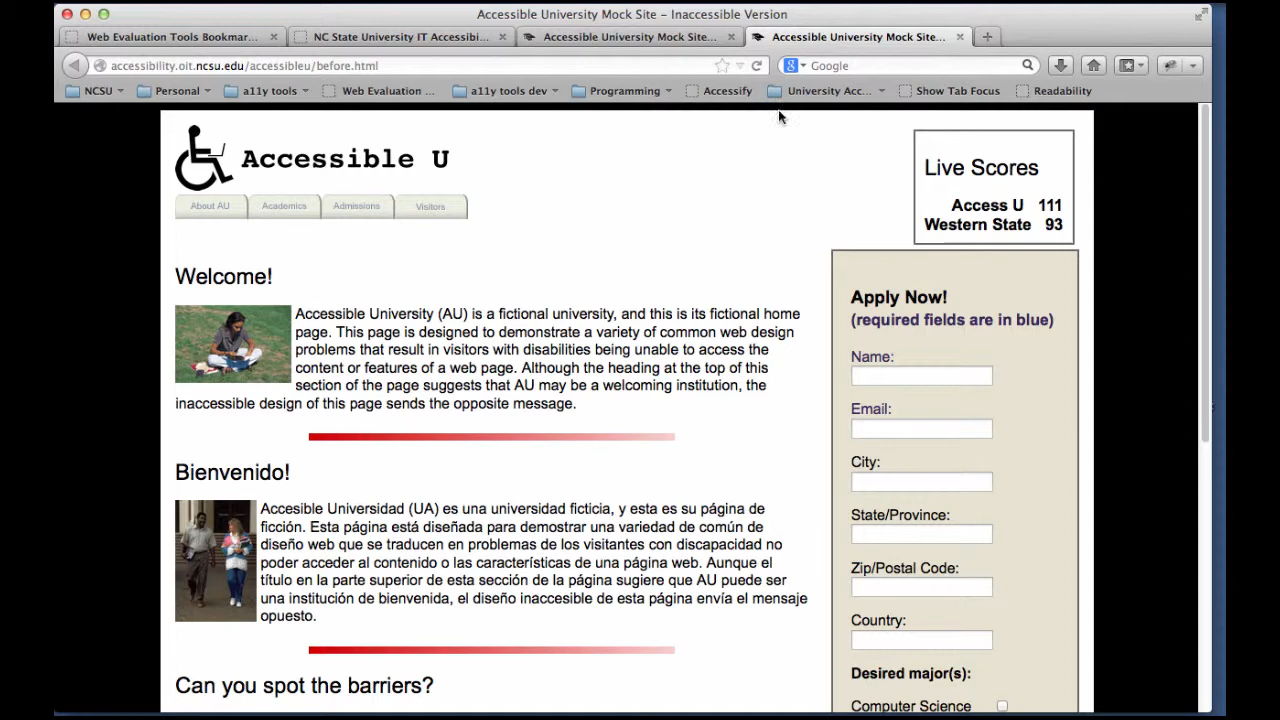 Accessible University Mock Site – Inaccessible Version
Web Evaluation Tools Bookmar...
NC State University IT Accessibi...
Accessible University Mock Site...
Accessible University Mock Site...
accessibility.oit.ncsu.edu/accessibleu/before.html
Google
NCSU
Personal
a11y tools
Web Evaluation ...
a11y tools dev
Programming
Accessify
University Acc...
Show Tab Focus
Readability
Accessible U
About AU
Academics
Admissions
Visitors
Live Scores
Access U 111
Western State 93
Welcome!
Accessible University (AU) is a fictional university, and this is its fictional home
page. This page is designed to demonstrate a variety of common web design
problems that result in visitors with disabilities being unable to access the
content or features of a web page. Although the heading at the top of this
section of the page suggests that AU may be a welcoming institution, the
inaccessible design of this page sends the opposite message.
Bienvenido!
Accesible Universidad (UA) es una universidad ficticia, y esta es su página de
ficción. Esta página está diseñada para demostrar una variedad de común de
diseño web que se traducen en problemas de los visitantes con discapacidad no
poder acceder al contenido o las características de una página web. Aunque el
título en la parte superior de esta sección de la página sugiere que AU puede ser
una institución de bienvenida, el diseño inaccesible de esta página envía el mensaje
opuesto.
Can you spot the barriers?
Apply Now!
(required fields are in blue)
Name:
Email:
City:
State/Province:
Zip/Postal Code:
Country:
Desired major(s):
Computer Science